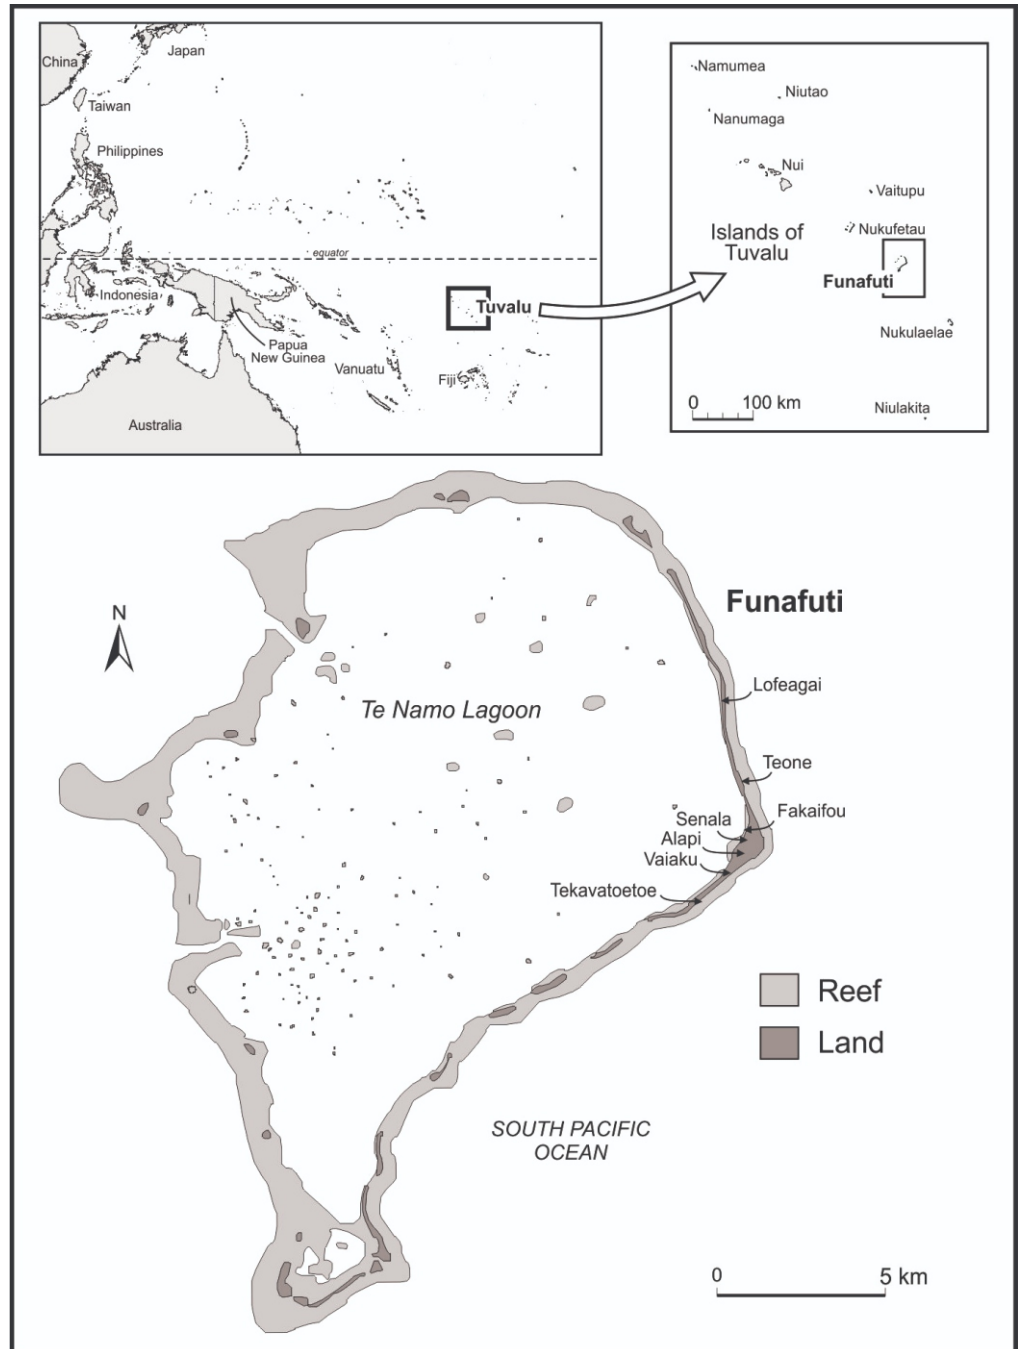 China
Japan
Taiwan
Philippines
equator
Indonesia
Tuvalu
Papua
New Guinea
Vanuatu
Fiji
Australia
Namumea
Niutao
Nanumaga
Nui
Vaitupu
Nukufetau
Islands of
Tuvalu
Funafuti
Nukulaelae
Niulakita
0 100 km
N
Funafuti
Te Namo Lagoon
Lofeagai
Teone
Fakaifou
Senala
Alapi
Vaiaku
Tekavatoetoe
Reef
Land
SOUTH PACIFIC
OCEAN
0 5 km